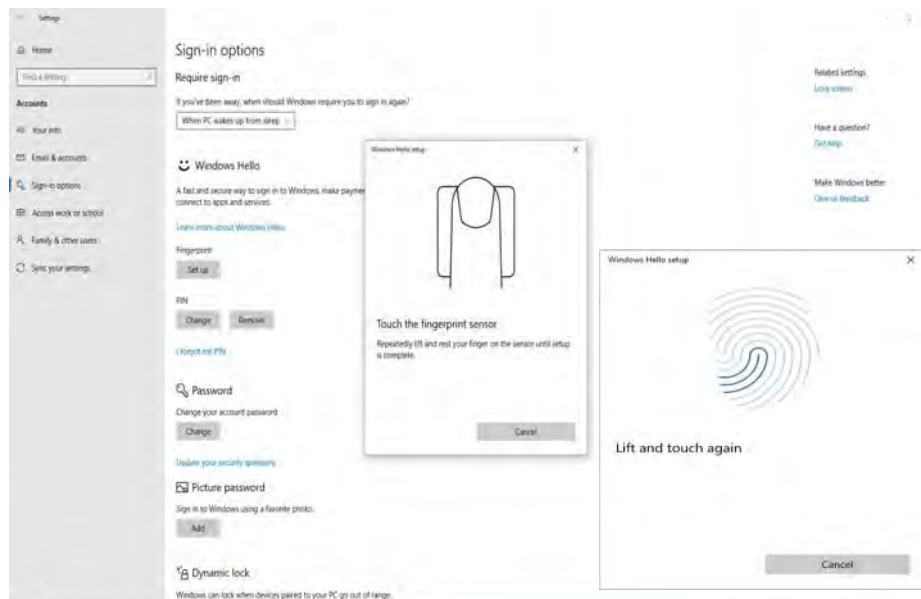 Settings
Home
Find a setting
Accounts
Your info
Email & accounts
Sign-in options
Access work or school
Family & other users
Sync your settings
Sign-in options
Require sign-in
If you've been away, when should Windows require you to sign in again?
When PC wakes up from sleep
Windows Hello
A fast and secure way to sign in to Windows, make paymen
connect to apps and services.
Learn more about Windows Hello
Fingerprint
Set up
PIN
Change Remove
I forgot my PIN
Password
Change your account password
Change
Update your security questions
Picture password
Sign in to Windows using a favorite photo.
Add
Dynamic lock
Windows can lock when devices paired to your PC go out of range.
Windows Hello setup
Touch the fingerprint sensor
Repeatedly lift and rest your finger on the sensor until setup
is complete.
Cancel
Related settings
Lock screen
Have a question?
Get help
Make Windows better
Give us feedback
Windows Hello setup
Lift and touch again
Cancel